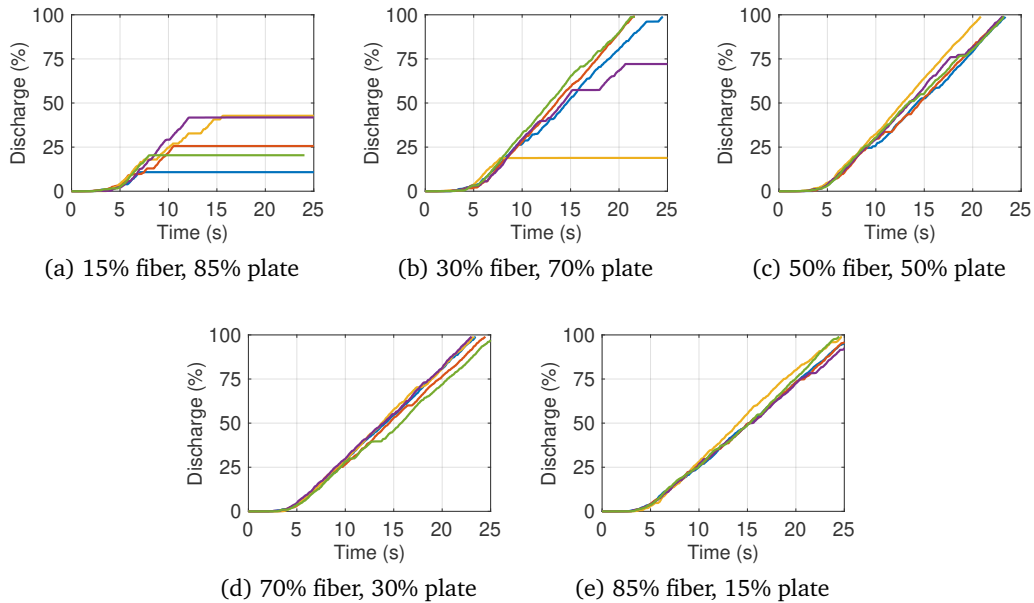 100
75
50
25
0
Discharge (%)
0 5 10 15 20 25
Time (s)
(a) 15% fiber, 85% plate
100
75
50
25
0
Discharge (%)
0 5 10 15 20 25
Time (s)
(b) 30% fiber, 70% plate
100
75
50
25
0
Discharge (%)
0 5 10 15 20 25
Time (s)
(c) 50% fiber, 50% plate
100
75
50
25
0
Discharge (%)
0 5 10 15 20 25
Time (s)
(d) 70% fiber, 30% plate
100
75
50
25
0
Discharge (%)
0 5 10 15 20 25
Time (s)
(e) 85% fiber, 15% plate